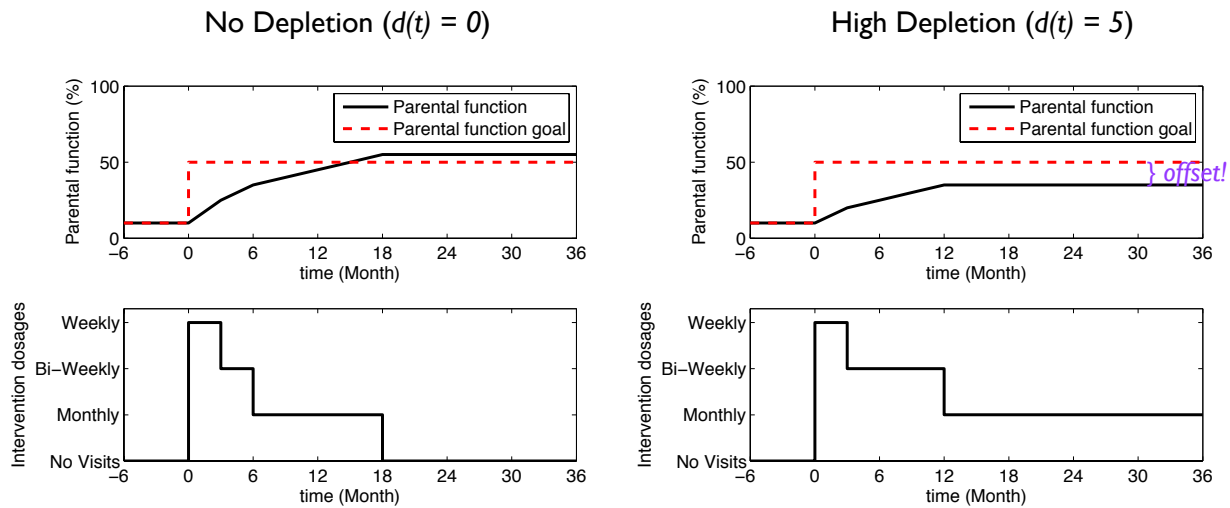 No Depletion (d(t) = 0)
100
50
0
Parental function (%)
Parental function
Parental function goal
−6 0 6 12 18 24 30 36
time (Month)
Weekly
Bi−Weekly
Monthly
No Visits
Intervention dosages
−6 0 6 12 18 24 30 36
time (Month)
High Depletion (d(t) = 5)
100
50
0
Parental function (%)
Parental function
Parental function goal
} offset!
−6 0 6 12 18 24 30 36
time (Month)
Weekly
Bi−Weekly
Monthly
No Visits
Intervention dosages
−6 0 6 12 18 24 30 36
time (Month)